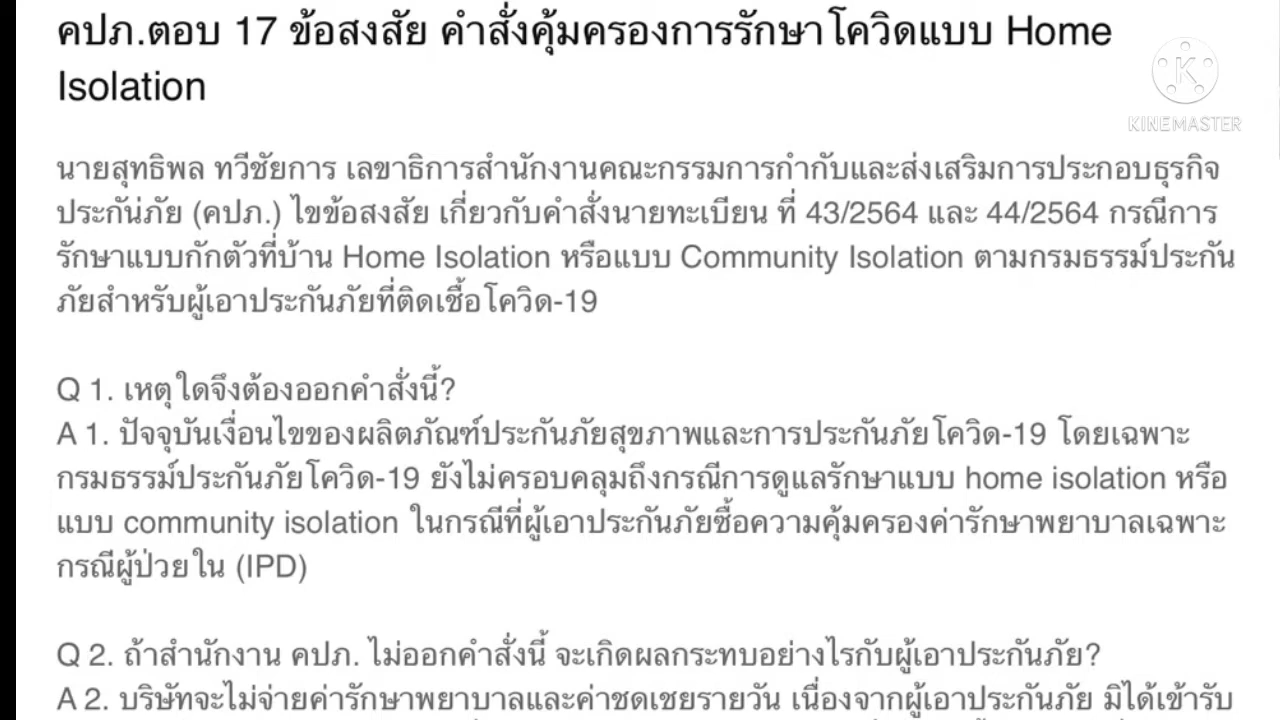 คปภ.ตอบ 17 ข้อสงสัย คำสั่งคุ้มครองการรักษาโควิดแบบ Home
Isolation
KINEMASTER
นายสุทธิพล ทวีชัยการ เลขาธิการสำนักงานคณะกรรมการกำกับและส่งเสริมการประกอบธุรกิจ
ประกัน่ภัย (คปภ.) ไขข้อสงสัย เกี่ยวกับคำสั่งนายทะเบียน ที่ 43/2564 และ 44/2564 กรณีการ
รักษาแบบกักตัวที่บ้าน Home Isolation หรือแบบ Community Isolation ตามกรมธรรม์ประกัน
ภัยสำหรับผู้เอาประกันภัยที่ติดเชื้อโควิด-19
Q 1. เหตุใดจึงต้องออกคำสั่งนี้?
A 1. ปัจจุบันเงื่อนไขของผลิตภัณฑ์ประกันภัยสุขภาพและการประกันภัยโควิด-19 โดยเฉพาะ
กรมธรรม์ประกันภัยโควิด-19 ยังไม่ครอบคลุมถึงกรณีการดูแลรักษาแบบ home isolation หรือ
แบบ community isolation ในกรณีที่ผู้เอาประกันภัยซื้อความคุ้มครองค่ารักษาพยาบาลเฉพาะ
กรณีผู้ป่วยใน (IPD)
Q 2. ถ้าสำนักงาน คปภ. ไม่ออกคำสั่งนี้ จะเกิดผลกระทบอย่างไรกับผู้เอาประกันภัย?
A 2. บริษัทจะไม่จ่ายค่ารักษาพยาบาลและค่าชดเชยรายวัน เนื่องจากผู้เอาประกันภัย มิได้เข้ารับ